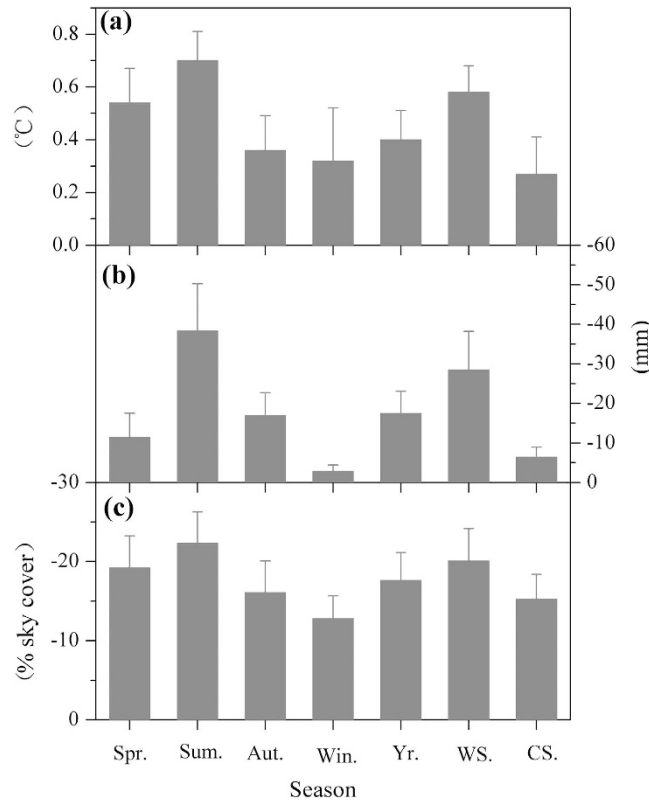 (a)
0.8
0.6
0.4
0.2
0.0
(℃)
(b)
-60
-50
-40
-30
-20
-10
0
(mm)
(c)
-30
-20
-10
0
(% sky cover)
Spr. Sum. Aut. Win. Yr. WS. CS.
Season